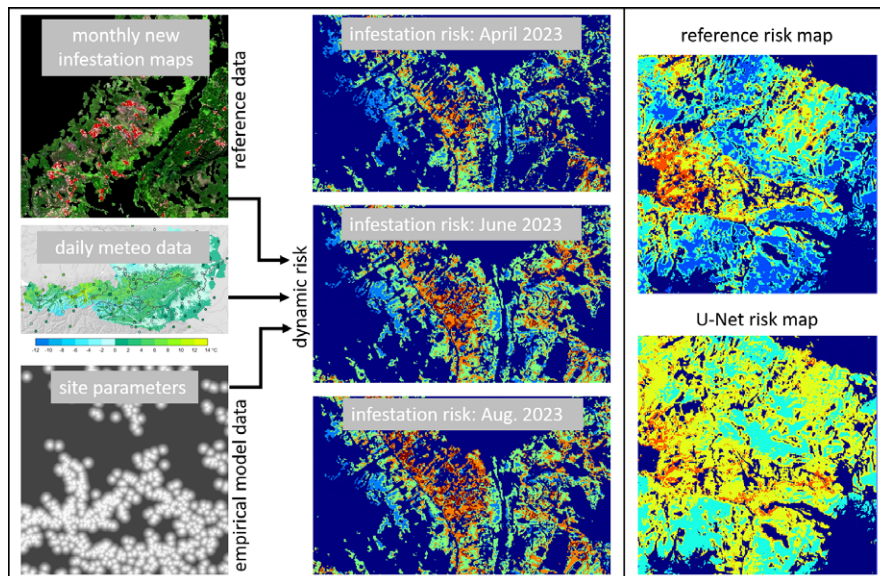 monthly new
infestation maps
reference data
daily meteo data
-12 -10 -8 -6 -4 -2 0 2 4 6 8 10 12 14 °C
site parameters
empirical model data
dynamic risk
infestation risk: April 2023
infestation risk: June 2023
infestation risk: Aug. 2023
reference risk map
U-Net risk map